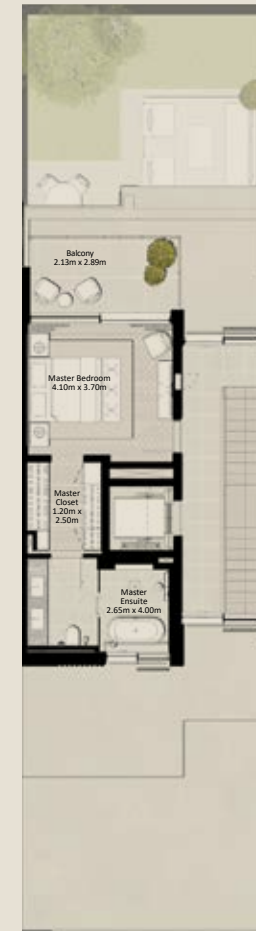 Balcony
2.13m x 2.89m
Master Bedroom
4.10m x 3.70m
Master
Closet
1.20m x
2.50m
Master
Ensuite
2.65m x 4.00m